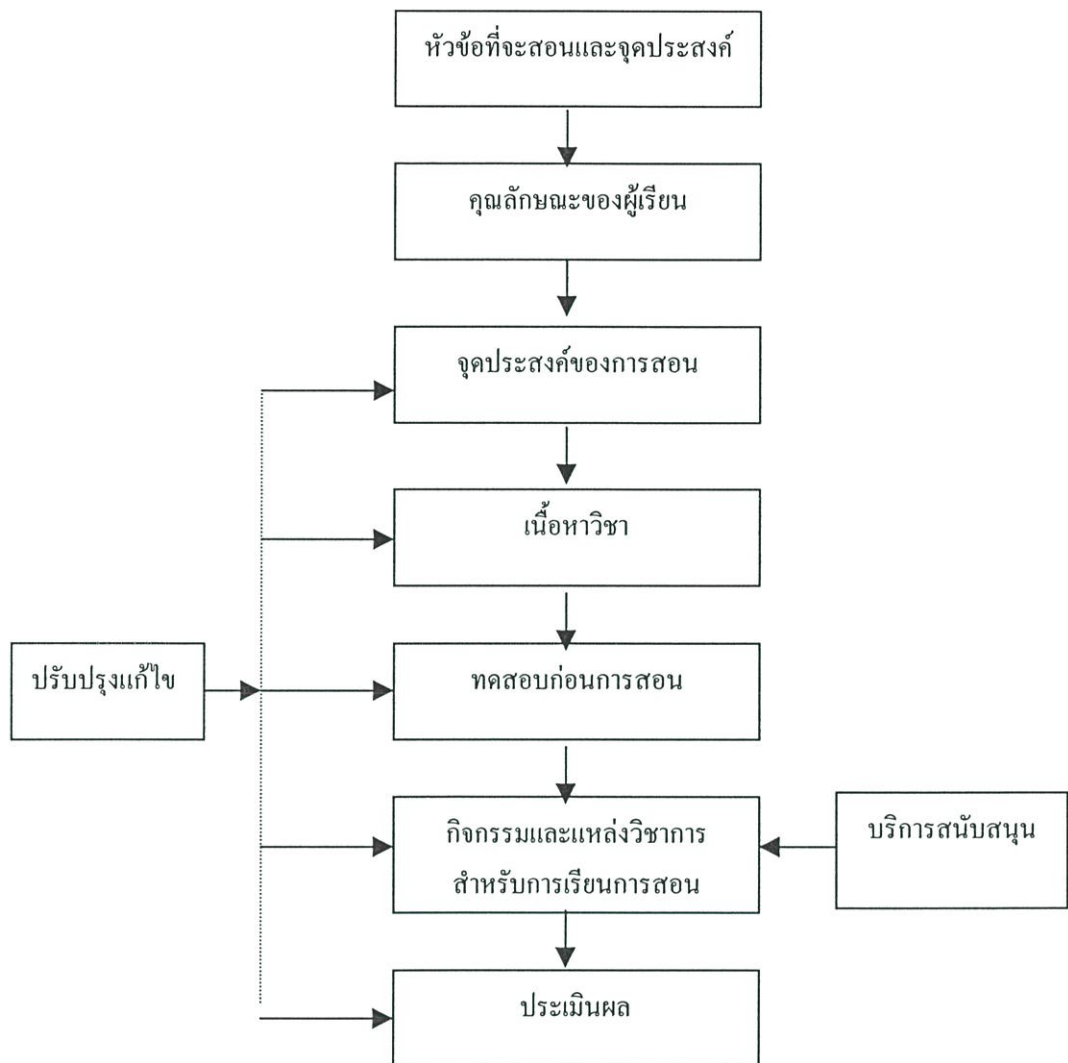 หัวข้อที่จะสอนและจุดประสงค์
คุณลักษณะของผู้เรียน
จุดประสงค์ของการสอน
เนื้อหาวิชา
ปรับปรุงแก้ไข
ทดสอบก่อนการสอน
กิจกรรมและแหล่งวิชาการ
สำหรับการเรียนการสอน
บริการสนับสนุน
ประเมินผล